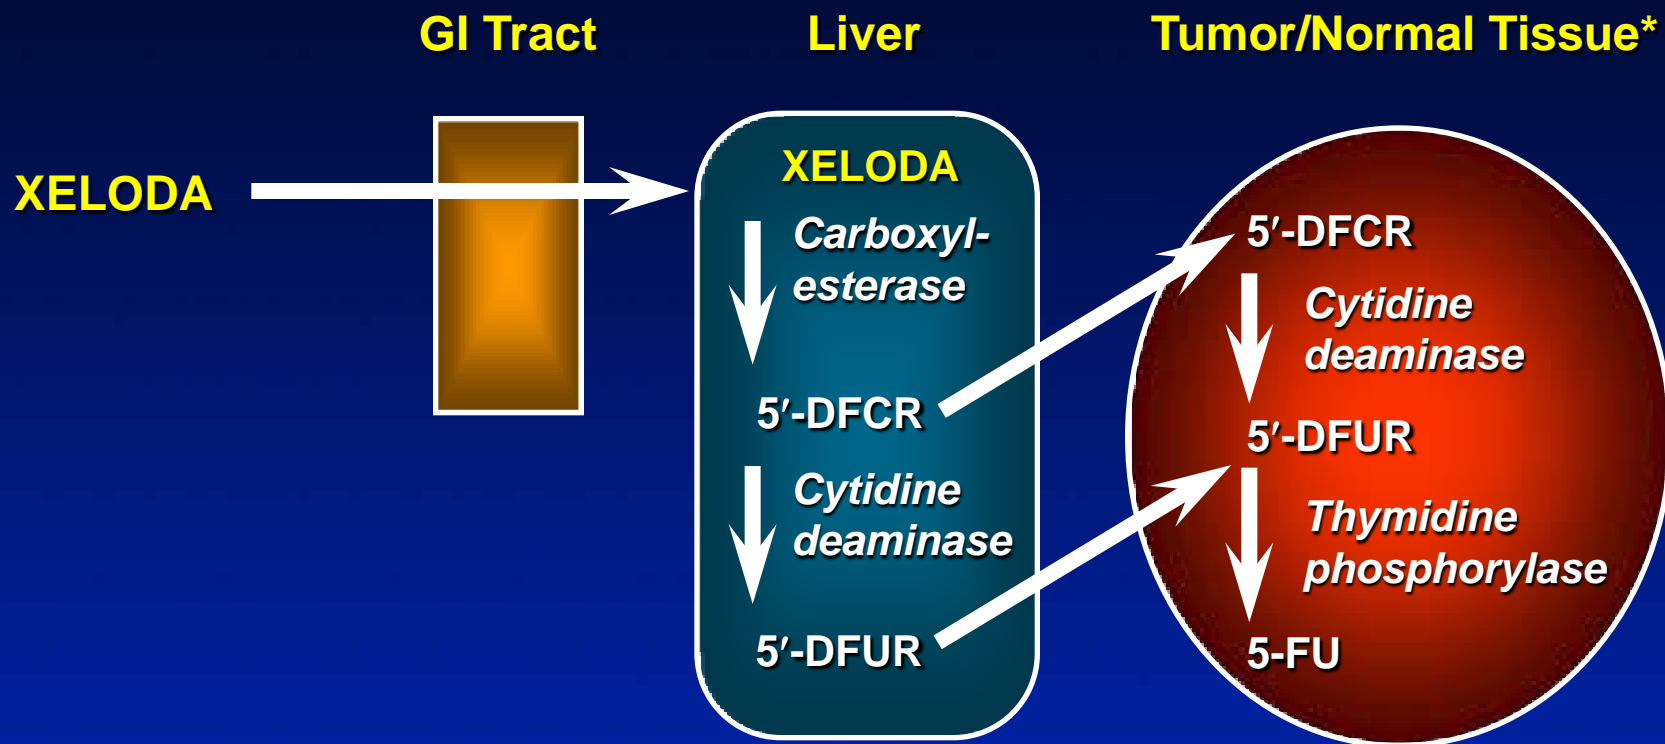 GI Tract
Liver
Tumor/Normal Tissue*
XELODA
XELODA
Carboxyl-
esterase
5′-DFCR
Cytidine
deaminase
5′-DFUR
5′-DFCR
Cytidine
deaminase
5′-DFUR
Thymidine
phosphorylase
5-FU